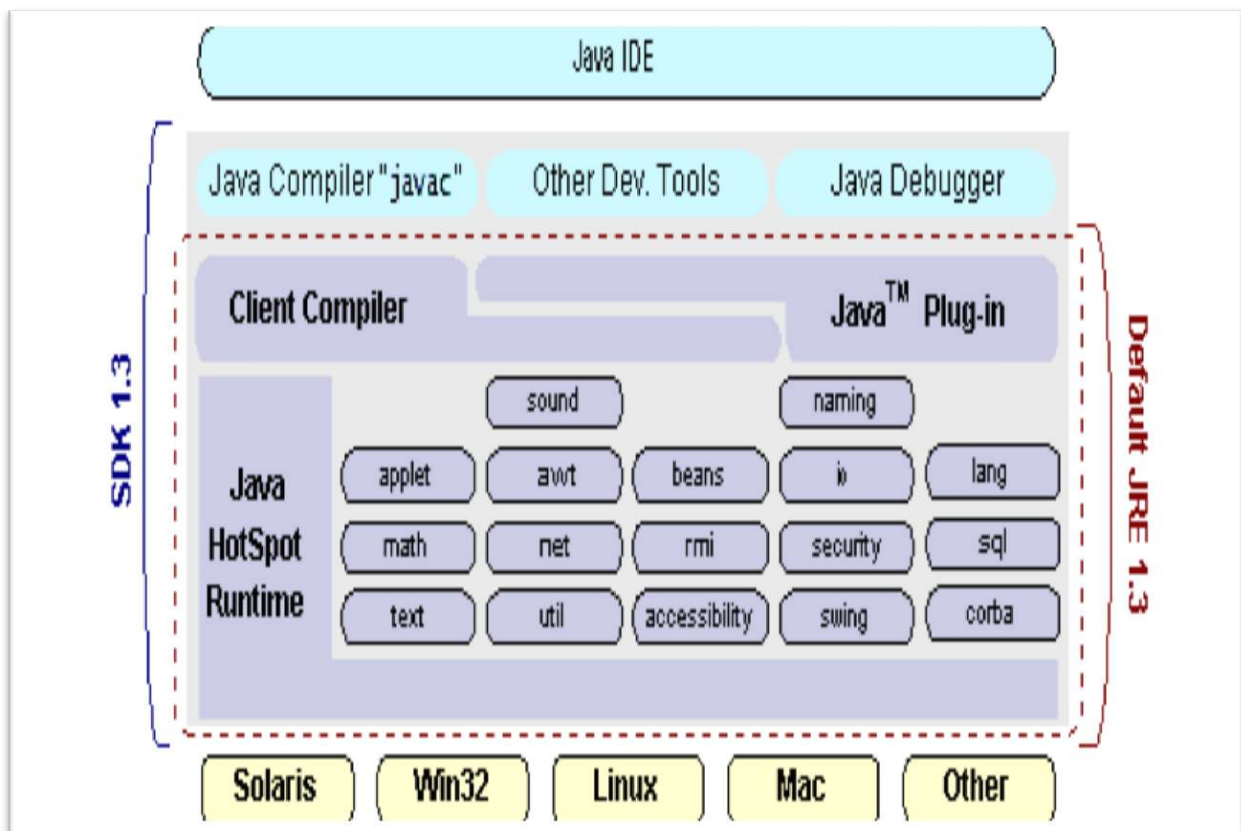 Java IDE
Java Compiler "javac"
Other Dev. Tools
Java Debugger
Client Compiler
Java™ Plug-in
SDK 1.3
Default JRE 1.3
sound
naming
Java
HotSpot
Runtime
applet
awt
beans
io
lang
math
net
rmi
security
sql
text
util
accessibility
swing
corba
Solaris
Win32
Linux
Mac
Other